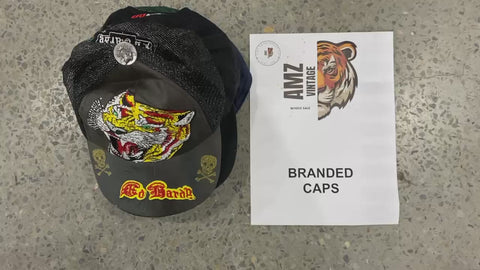 Ed Hardy
AMZ
VINTAGE
BRANDED
CAPS